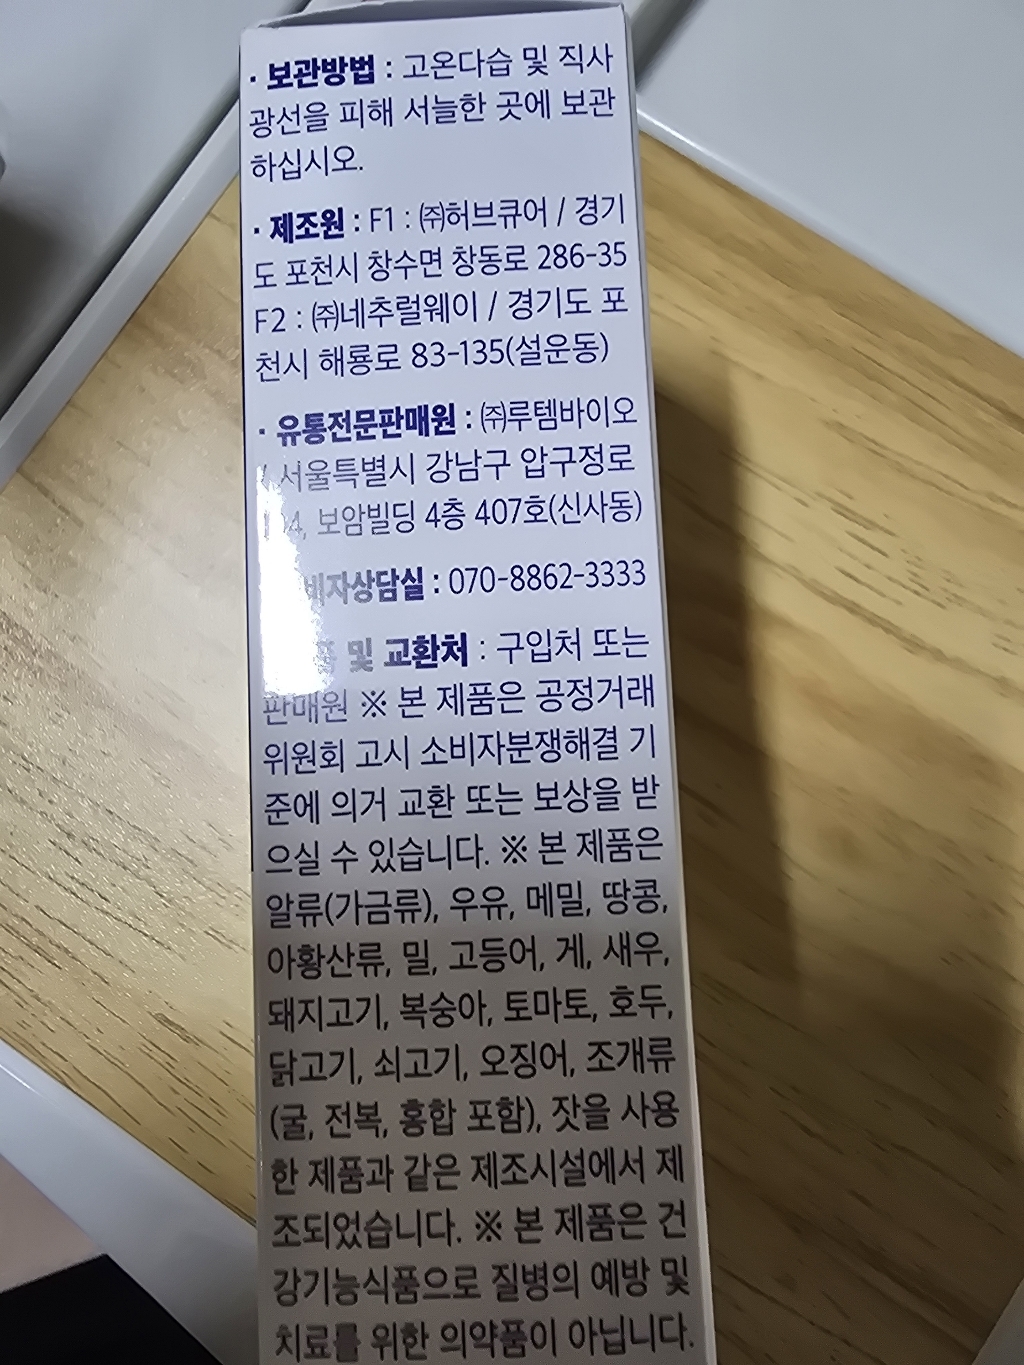 · 보관방법 : 고온다습 및 직사
광선을 피해 서늘한 곳에 보관
하십시오.
· 제조원 : F1 : ㈜허브큐어 / 경기
도 포천시 창수면 창동로 286-35
F2 : ㈜네추럴웨이 / 경기도 포
천시 해룡로 83-135(설운동)
· 유통전문판매원 : ㈜루템바이오
/ 서울특별시 강남구 압구정로
보암빌딩 4층 407호(신사동)
비자상담실 : 070-8862-3333
품 및 교환처 : 구입처 또는
판매원 ※ 본 제품은 공정거래
위원회 고시 소비자분쟁해결 기
준에 의거 교환 또는 보상을 받
으실 수 있습니다. ※ 본 제품은
알류(가금류), 우유, 메밀, 땅콩,
아황산류, 밀, 고등어, 게, 새우,
돼지고기, 복숭아, 토마토, 호두,
닭고기, 쇠고기, 오징어, 조개류
(굴, 전복, 홍합 포함), 잣을 사용
한 제품과 같은 제조시설에서 제
조되었습니다. ※ 본 제품은 건
강기능식품으로 질병의 예방 및
치료를 위한 의약품이 아닙니다.